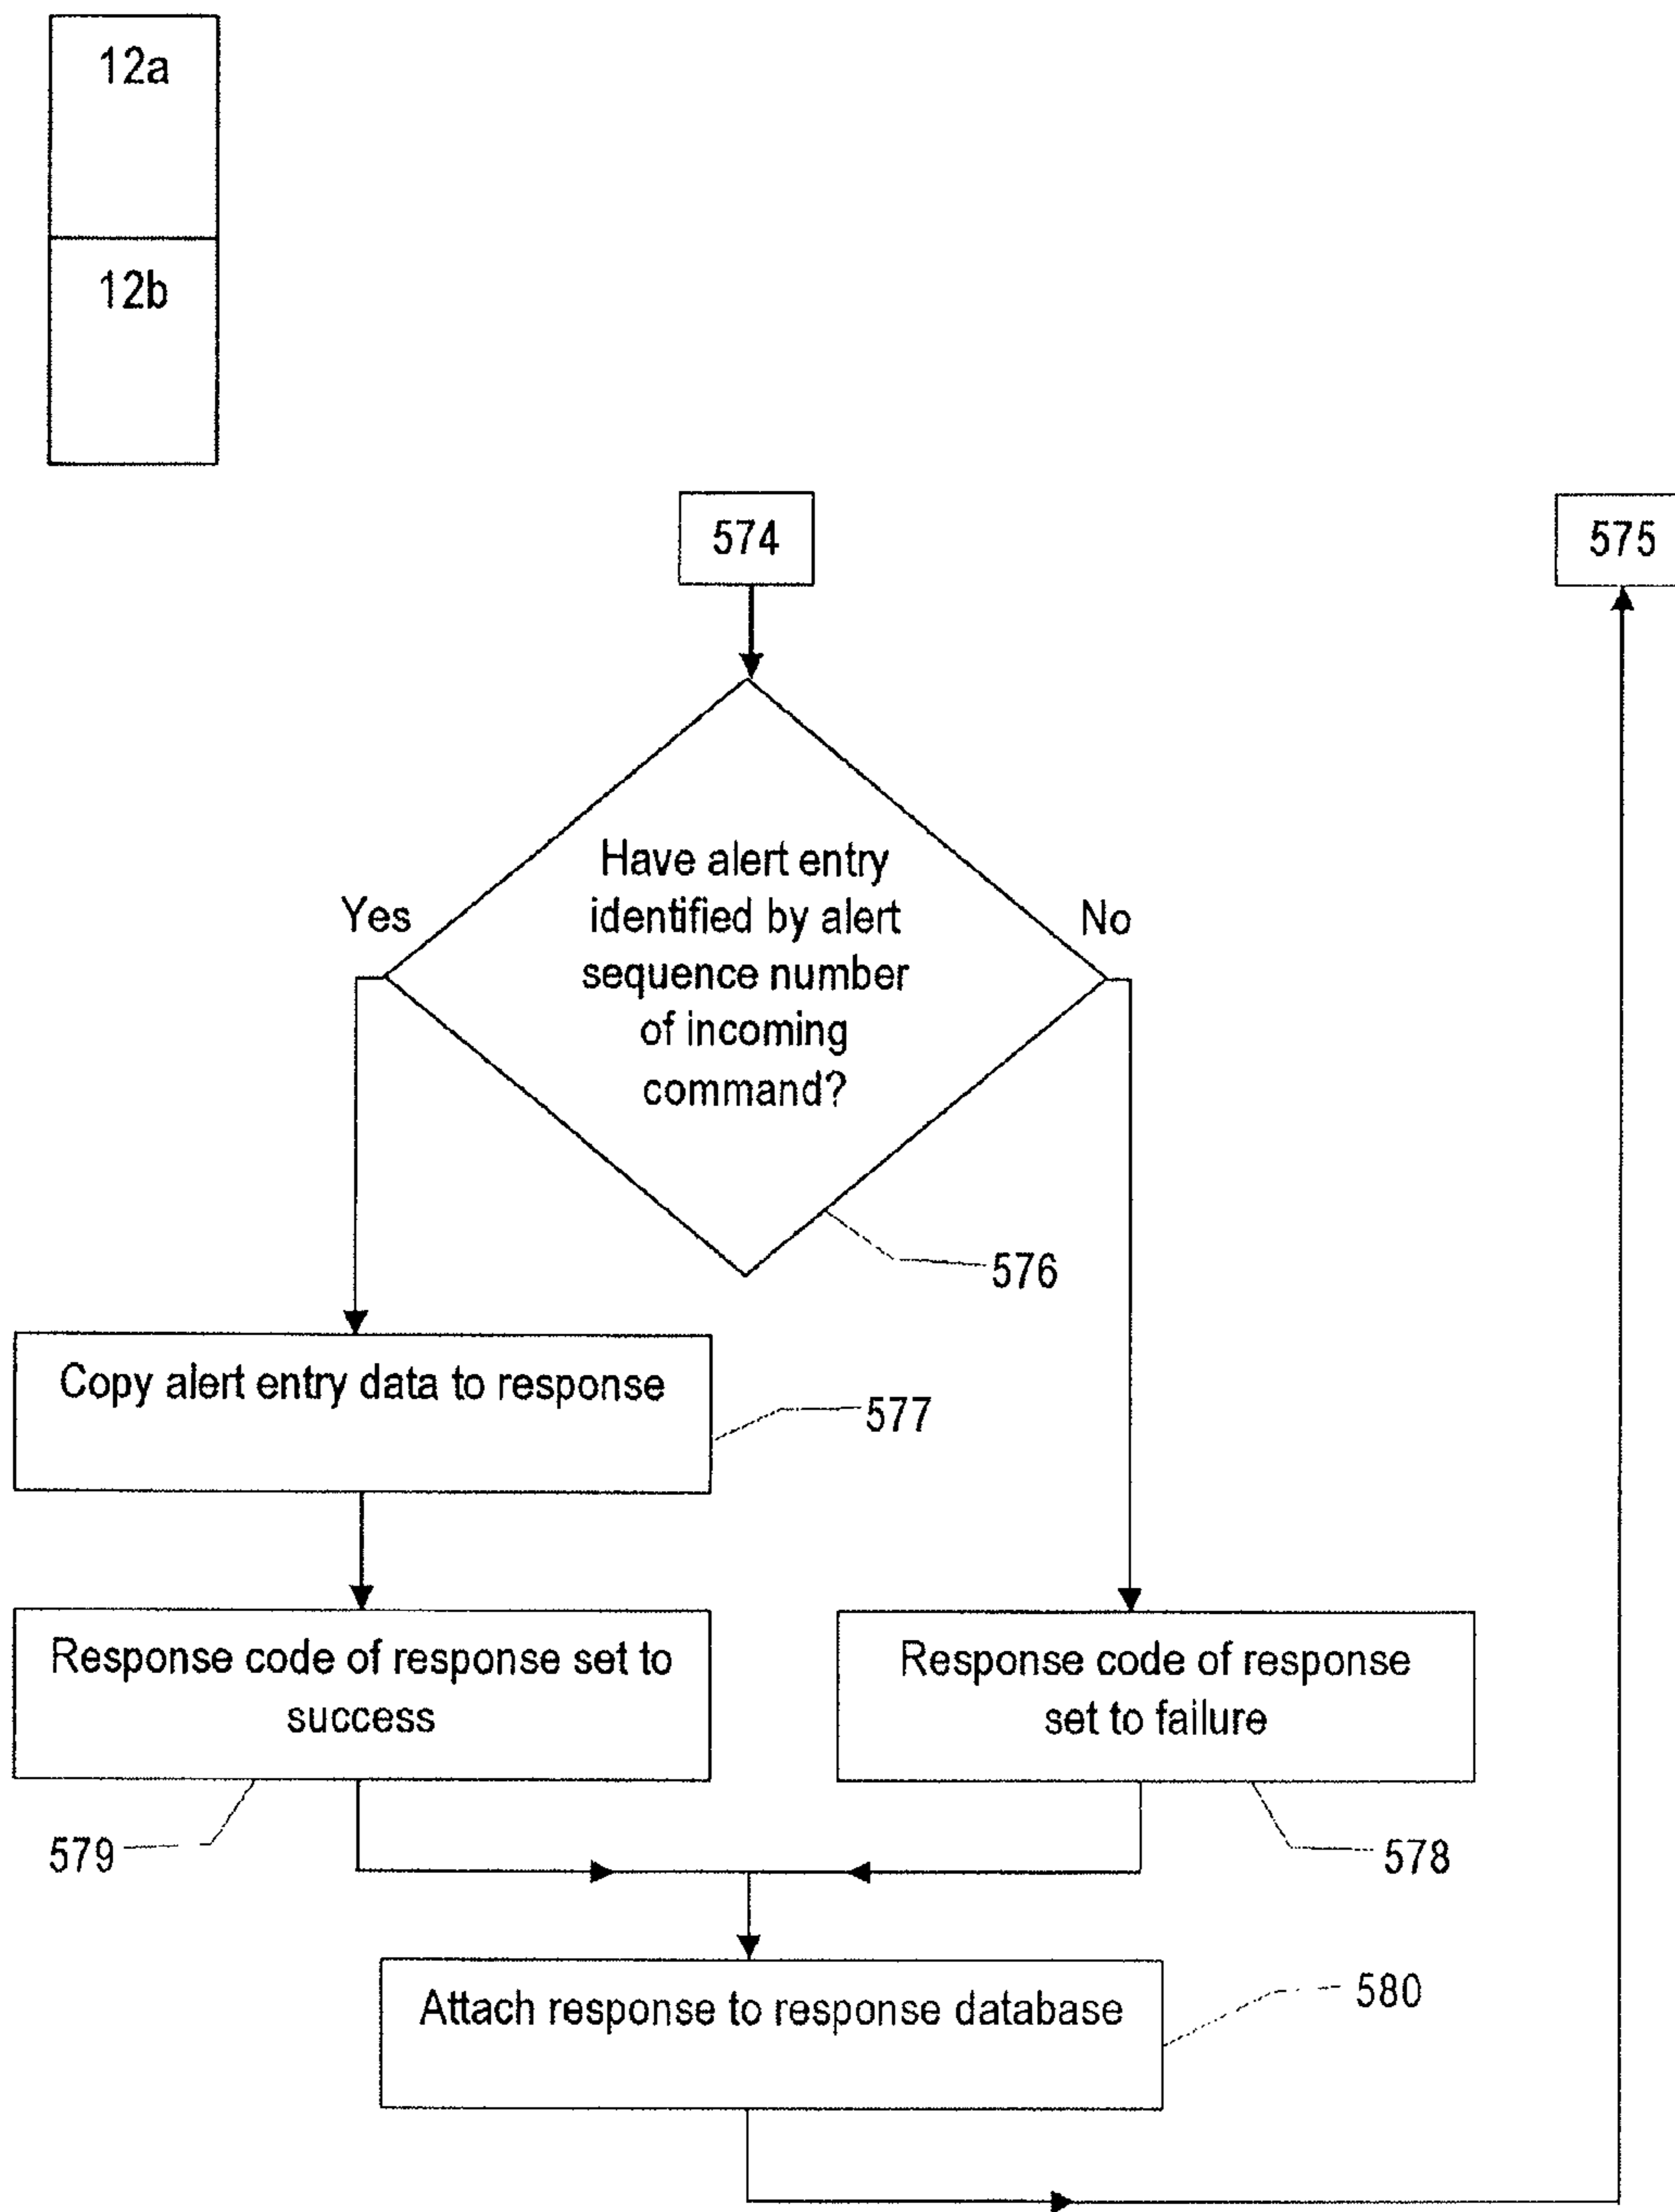 12a
12b
574
575
Have alert entry
identified by alert
sequence number
of incoming
command?
Yes
No
576
Copy alert entry data to response
577
Response code of response set to
success
Response code of response
set to failure
579
578
Attach response to response database
580